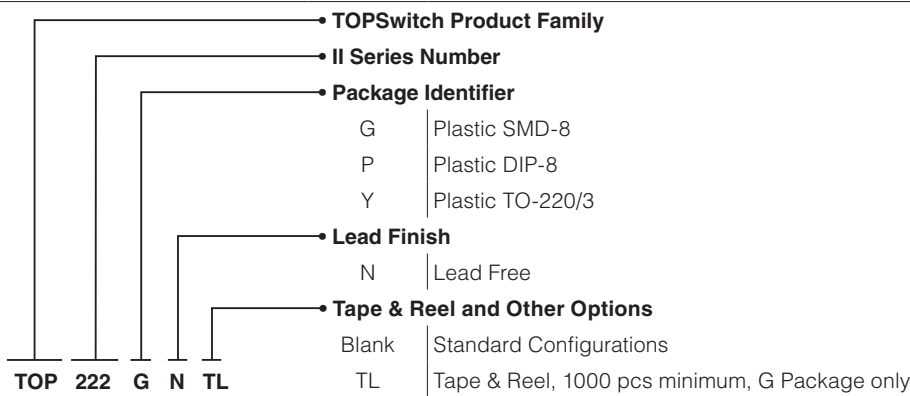 TOPSwitch Product Family
II Series Number
Package Identifier
G Plastic SMD-8
P Plastic DIP-8
Y Plastic TO-220/3
Lead Finish
N Lead Free
Tape & Reel and Other Options
Blank Standard Configurations
TL Tape & Reel, 1000 pcs minimum, G Package only
TOP 222 G N TL